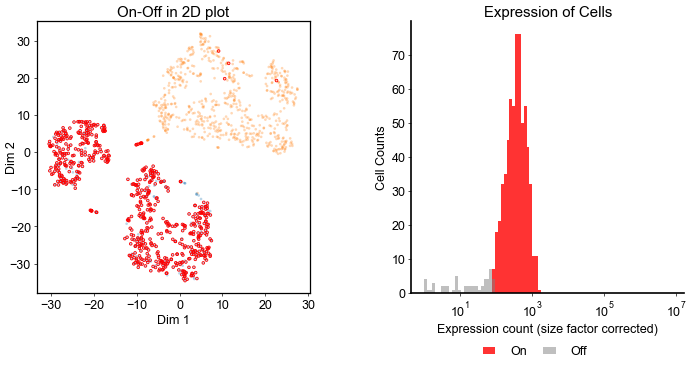 On-Off in 2D plot
30
20
10
0
−10
−20
−30
Dim 2
−30 −20 −10 0 10 20 30
Dim 1
Expression of Cells
70
60
50
40
30
20
10
0
Cell Counts
10^1 10^3 10^5 10^7
Expression count (size factor corrected)
On Off